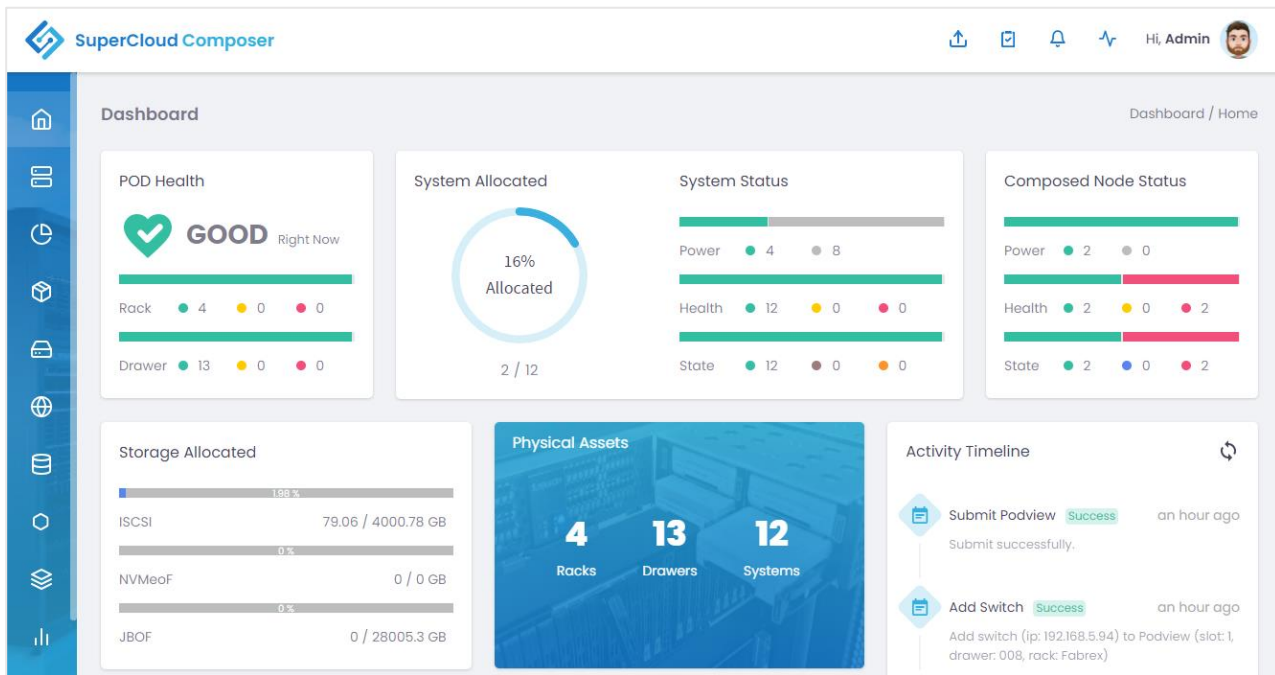 SuperCloud Composer
Hi, Admin
Dashboard
Dashboard / Home
POD Health
GOOD Right Now
Rack 4 0 0
Drawer 13 0 0
System Allocated
16%
Allocated
2 / 12
System Status
Power 4 8
Health 12 0 0
State 12 0 0
Composed Node Status
Power 2 0
Health 2 0 2
State 2 0 2
Storage Allocated
1.98 %
ISCSI 79.06 / 4000.78 GB
0 %
NVMeoF 0 / 0 GB
0 %
JBOF 0 / 28005.3 GB
Physical Assets
4 13 12
Racks Drawers Systems
Activity Timeline
Submit Podview Success an hour ago
Submit successfully.
Add Switch Success an hour ago
Add switch (ip: 192.168.5.94) to Podview (slot: 1,
drawer: 008, rack: Fabrex)